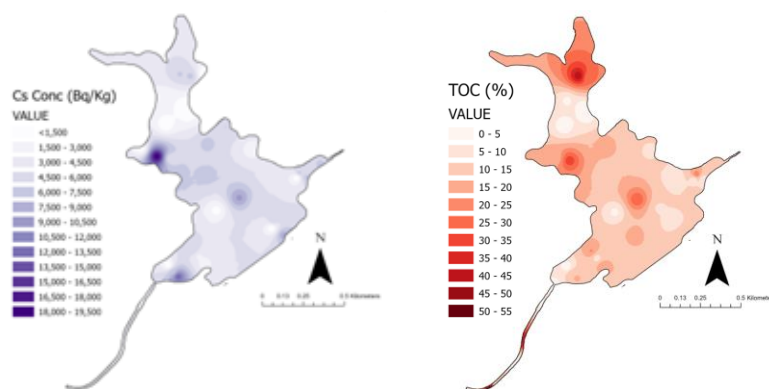 Cs Conc (Bq/Kg)
VALUE
<1,500
1,500 - 3,000
3,000 - 4,500
4,500 - 6,000
6,000 - 7,500
7,500 - 9,000
9,000 - 10,500
10,500 - 12,000
12,000 - 13,500
13,500 - 15,000
15,000 - 16,500
16,500 - 18,000
18,000 - 19,500
N
0 0.13 0.25 0.5 Kilometers
TOC (%)
VALUE
0 - 5
5 - 10
10 - 15
15 - 20
20 - 25
25 - 30
30 - 35
35 - 40
40 - 45
45 - 50
50 - 55
N
0 0.13 0.25 0.5 Kilometers